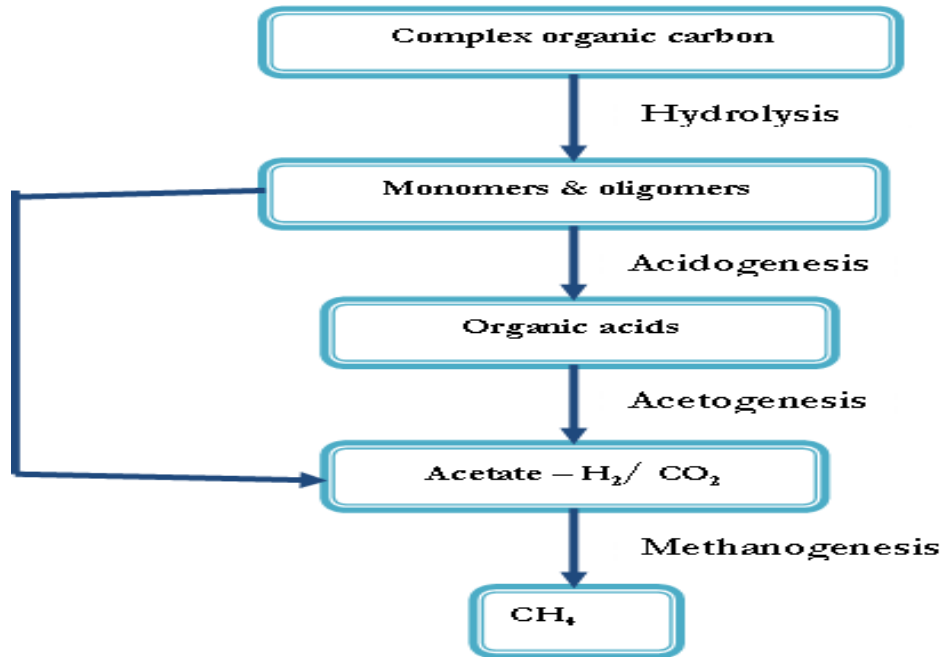 Complex organic carbon
Hydrolysis
Monomers & oligomers
Acidogenesis
Organic acids
Acetogenesis
Acetate – H₂/ CO₂
Methanogenesis
CH₄